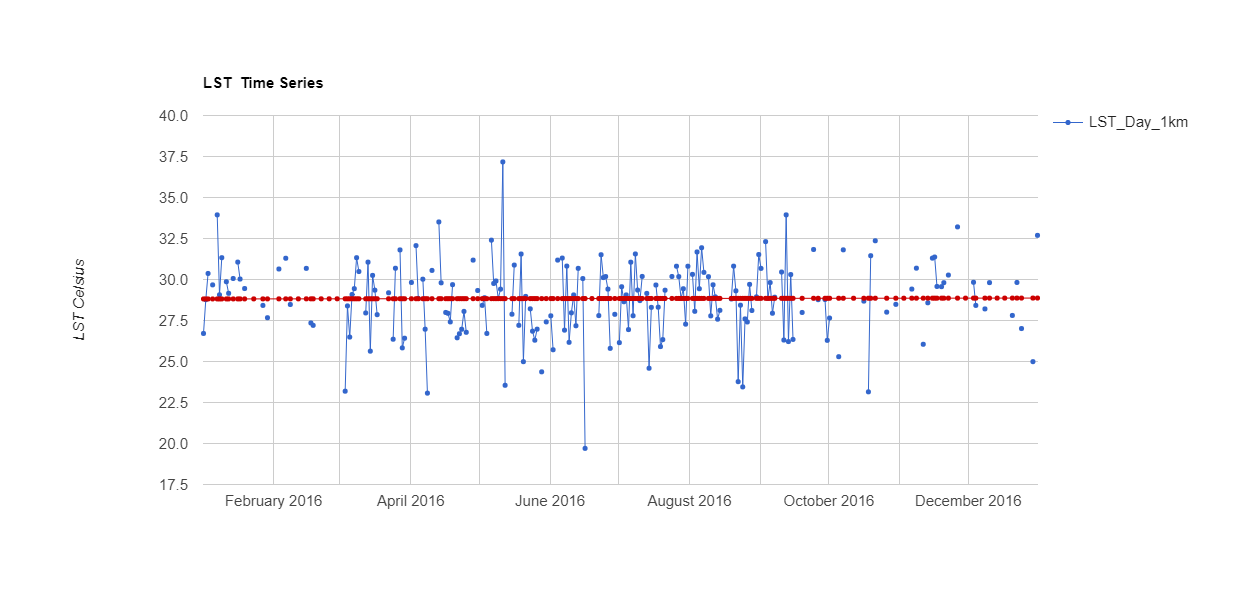 LST  Time Series
LST_Day_1km
LST Celsius
40.0
37.5
35.0
32.5
30.0
27.5
25.0
22.5
20.0
17.5
February 2016
April 2016
June 2016
August 2016
October 2016
December 2016